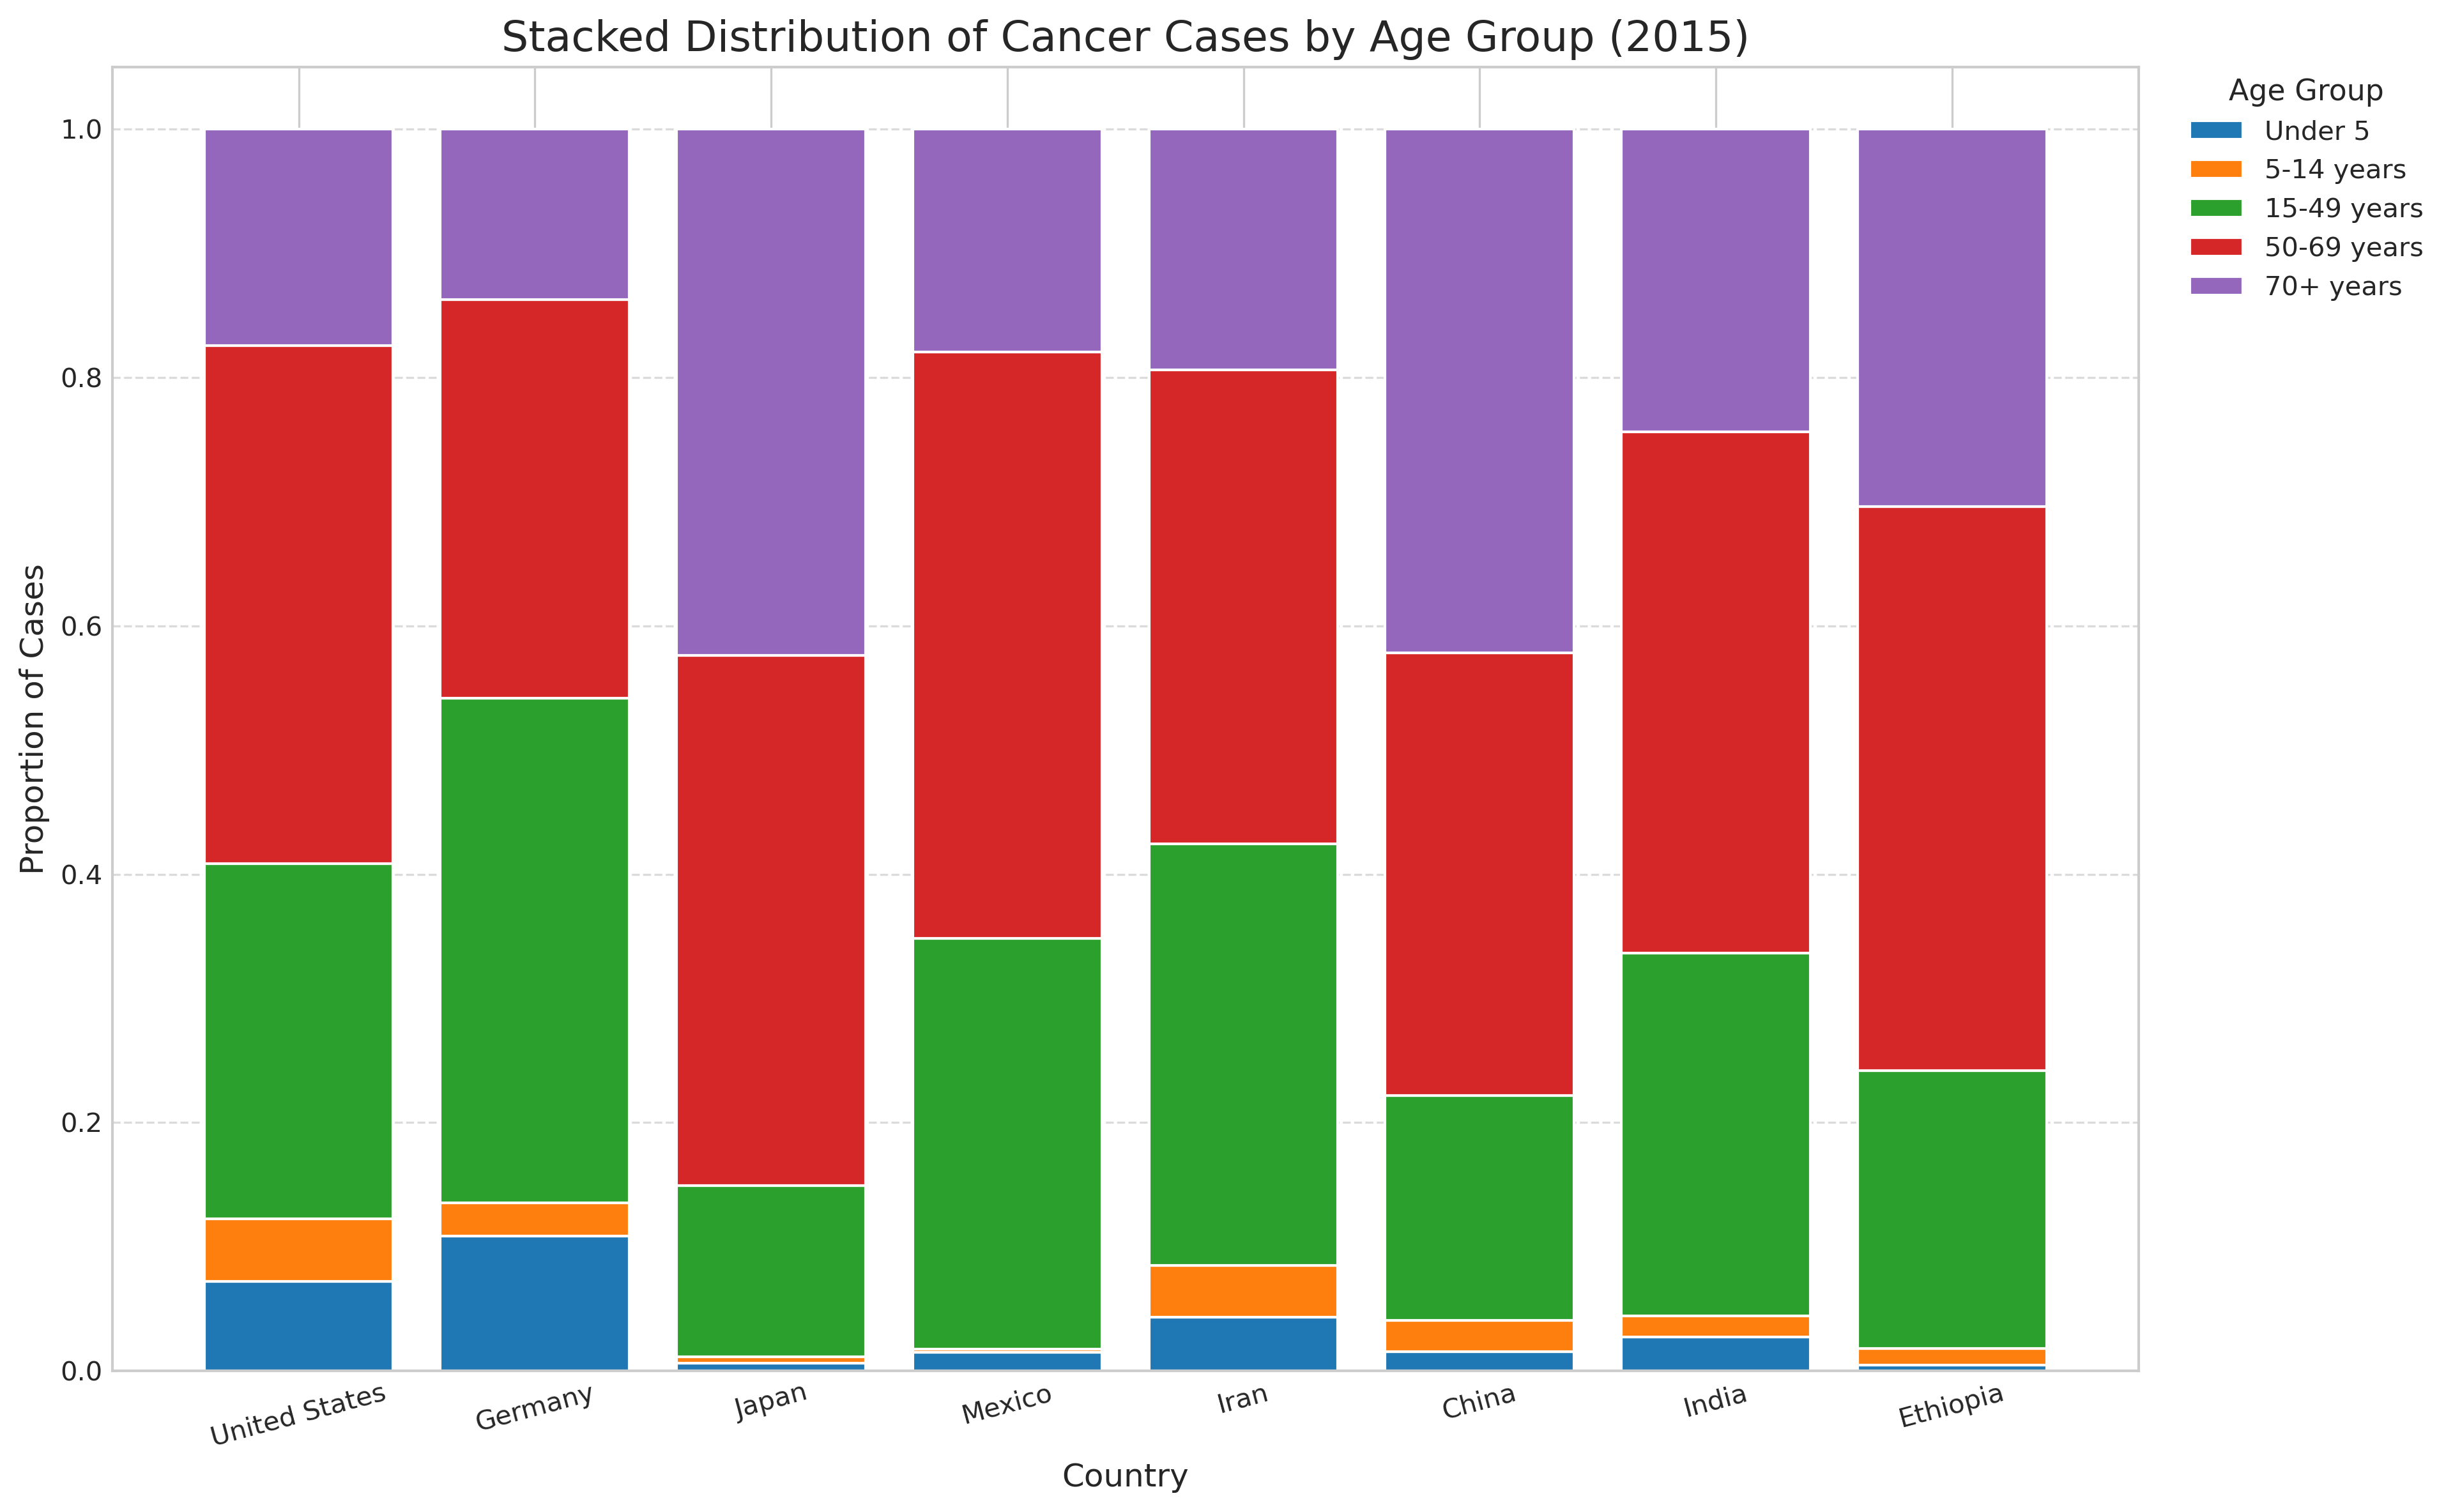 Stacked Distribution of Cancer Cases by Age Group (2015)
Age Group
Under 5
5-14 years
15-49 years
50-69 years
70+ years
Proportion of Cases
1.0
0.8
0.6
0.4
0.2
0.0
United States
Germany
Japan
Mexico
Iran
China
India
Ethiopia
Country